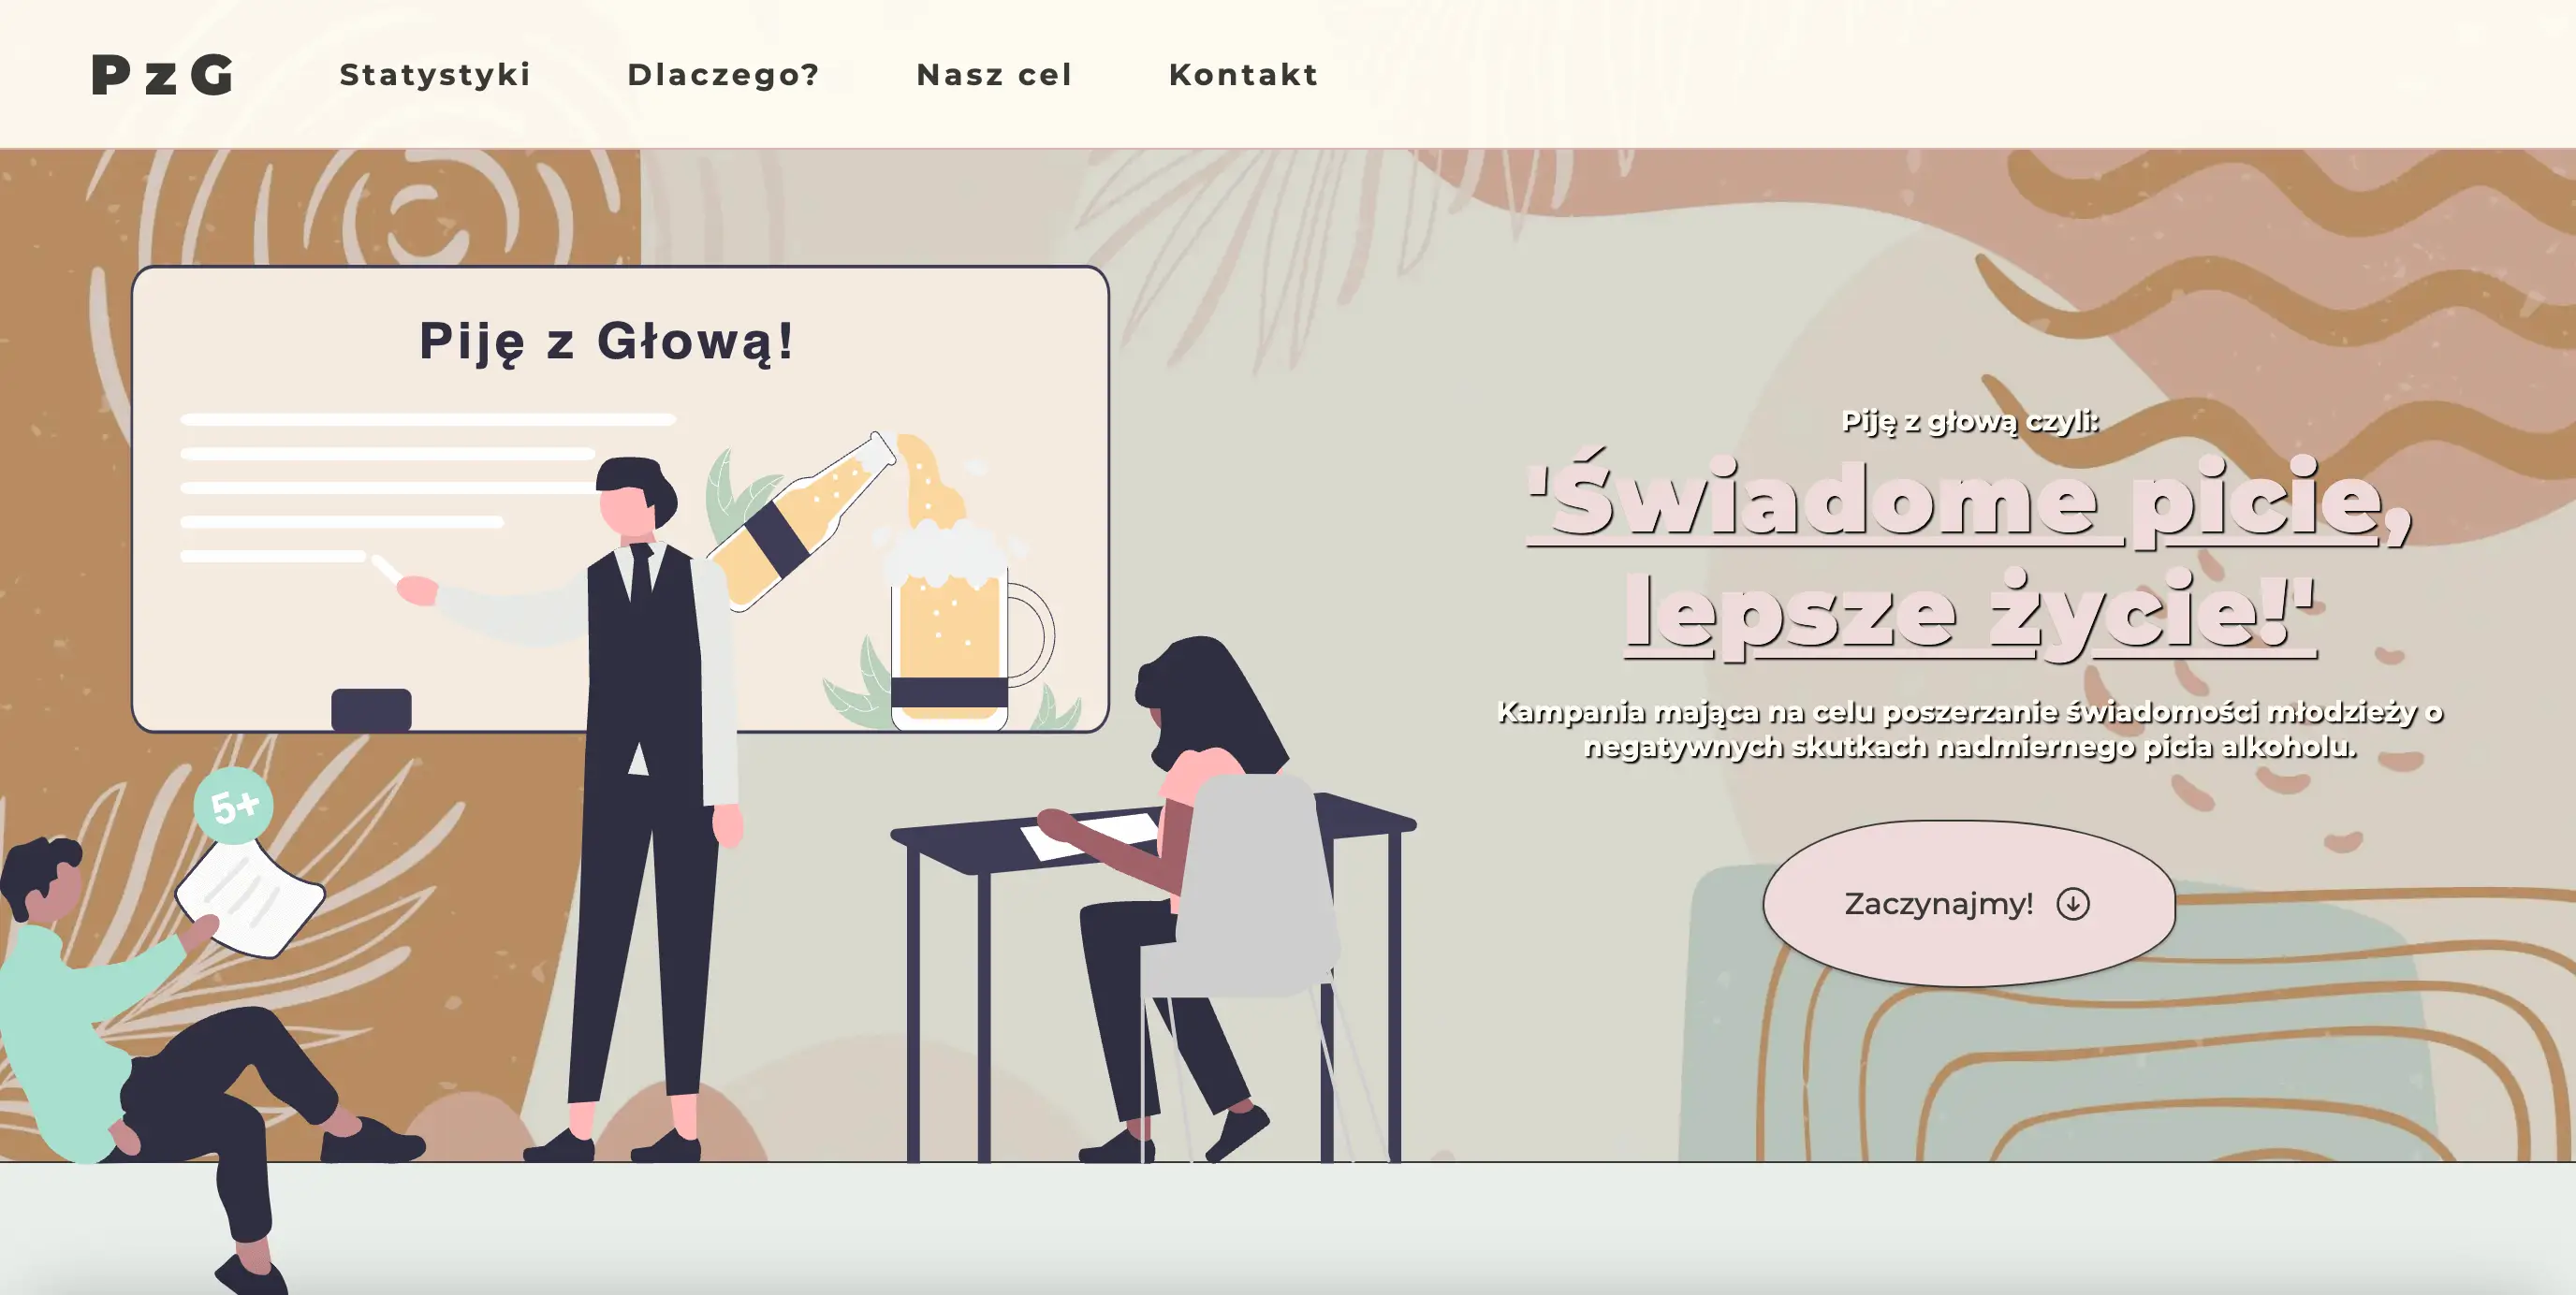 PzG
Statystyki
Dlaczego?
Nasz cel
Kontakt
Piję z Głową!
5+
Piję z głową czyli:
'Świadome picie,
lepsze życie!'
Kampania mająca na celu poszerzanie świadomości młodzieży o
negatywnych skutkach nadmiernego picia alkoholu.
Zaczynajmy!